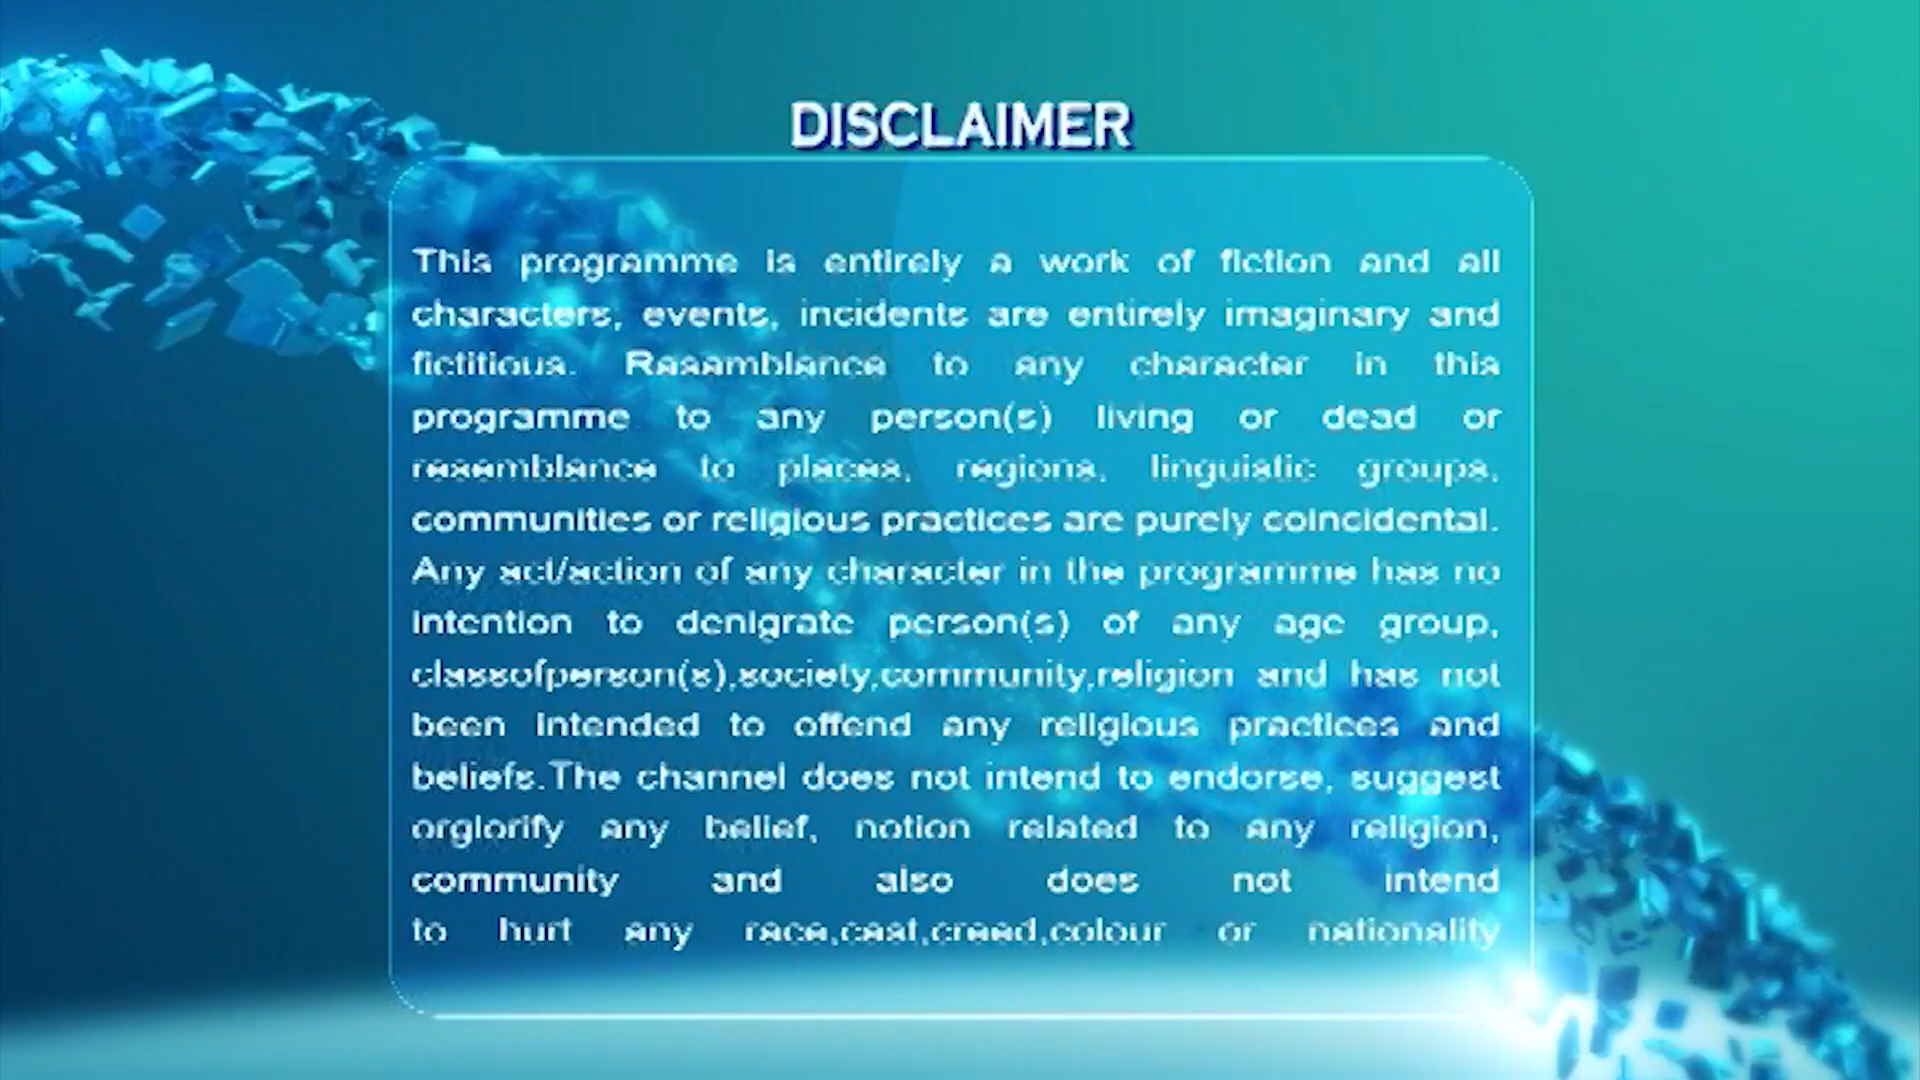 DISCLAIMER
This programme is entirely a work of fiction and all
characters, events, incidents are entirely imaginary and
fictitious. Resamblance to any character in this
programme to any person(s) living or dead or
resemblance to places, regions, linguistic groups,
communities or religious practices are purely coincidental.
Any act/action of any character in the programme has no
intention to denigrate person(s) of any age group,
classofperson(s),society,community,religion and has not
been intended to offend any religious practices and
beliefs.The channel does not intend to endorse, suggest
orglorify any belief, notion related to any religion,
community and also does not intend
to hurt any race,cast,creed,colour or nationality